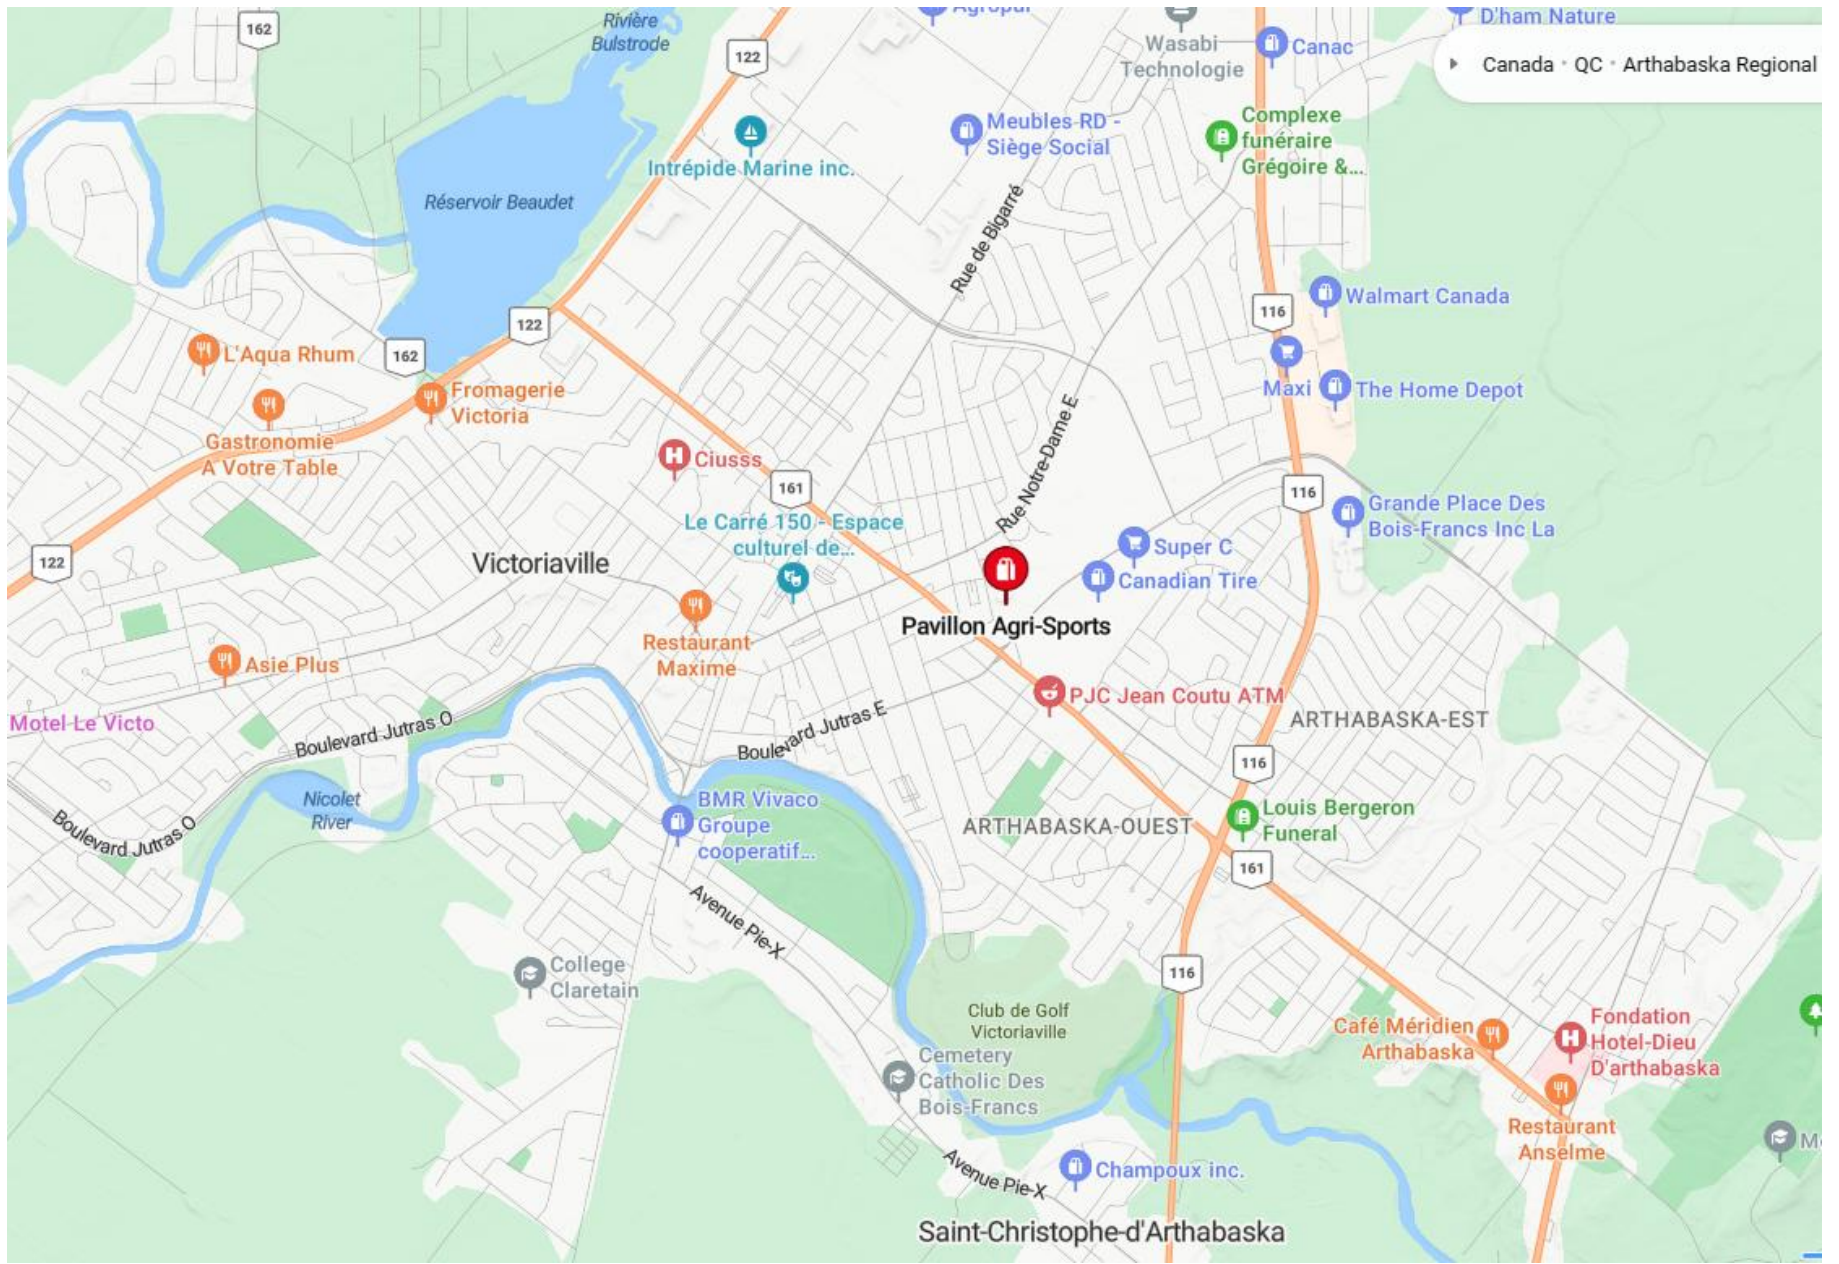 162
Rivière
Bulstrode
122
Agropur
Wasabi
Technologie
Canac
D'ham Nature
Canada • QC • Arthabaska Regional
Intrépide Marine inc.
Meubles RD -
Siège Social
Complexe
funéraire
Grégoire &...
Réservoir Beaudet
Rue de Bigarré
122
162
116
Walmart Canada
L'Aqua Rhum
Fromagerie
Victoria
Maxi
The Home Depot
Gastronomie
A Votre Table
Ciusss
161
Rue Notre-Dame E
116
Grande Place Des
Bois-Francs Inc La
Le Carré 150 - Espace
culturel de...
122
Victoriaville
Super C
Canadian Tire
Pavillon Agri-Sports
Restaurant
Maxime
Asie Plus
Motel Le Victo
Boulevard Jutras O
Boulevard Jutras E
PJC Jean Coutu ATM
ARTHABASKA-EST
116
Nicolet
River
Boulevard Jutras O
BMR Vivaco
Groupe
cooperatif...
ARTHABASKA-OUEST
Louis Bergeron
Funeral
161
Avenue Pie-X
College
Claretain
116
Club de Golf
Victoriaville
Café Méridien
Arthabaska
Fondation
Hotel-Dieu
D'arthabaska
Cemetery
Catholic Des
Bois-Francs
Restaurant
Anselme
Avenue Pie-X
Champoux inc.
Saint-Christophe-d'Arthabaska